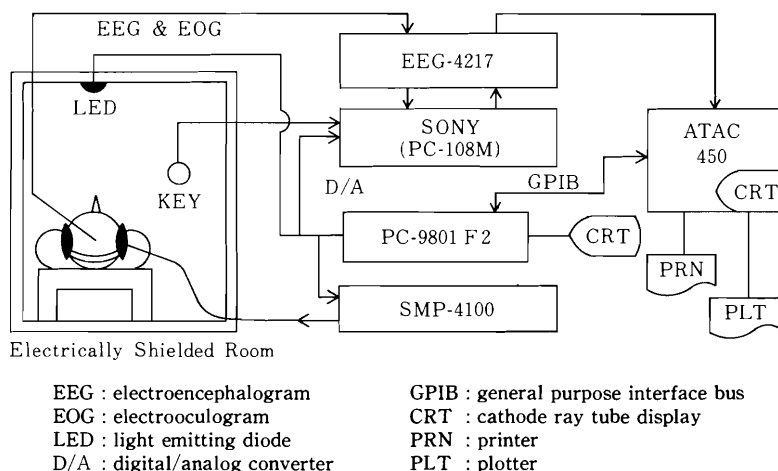 EEG & EOG
EEG-4217
LED
SONY
(PC-108M)
ATAC
450
CRT
KEY
D/A
GPIB
PC-9801 F2
CRT
PRN
SMP-4100
PLT
Electrically Shielded Room
EEG : electroencephalogram
EOG : electrooculogram
LED : light emitting diode
D/A : digital/analog converter
GPIB : general purpose interface bus
CRT : cathode ray tube display
PRN : printer
PLT : plotter